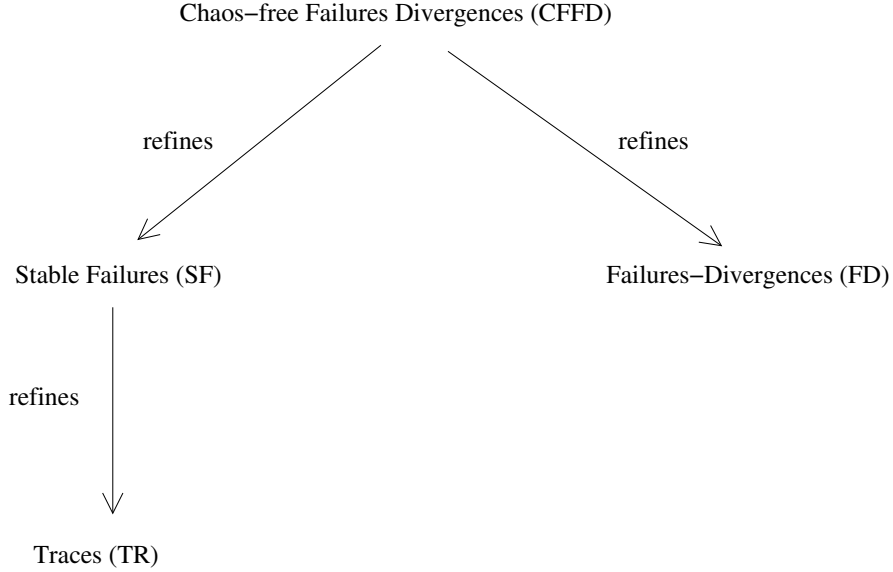 Chaos−free Failures Divergences (CFFD)
refines
refines
Stable Failures (SF)
Failures−Divergences (FD)
refines
Traces (TR)